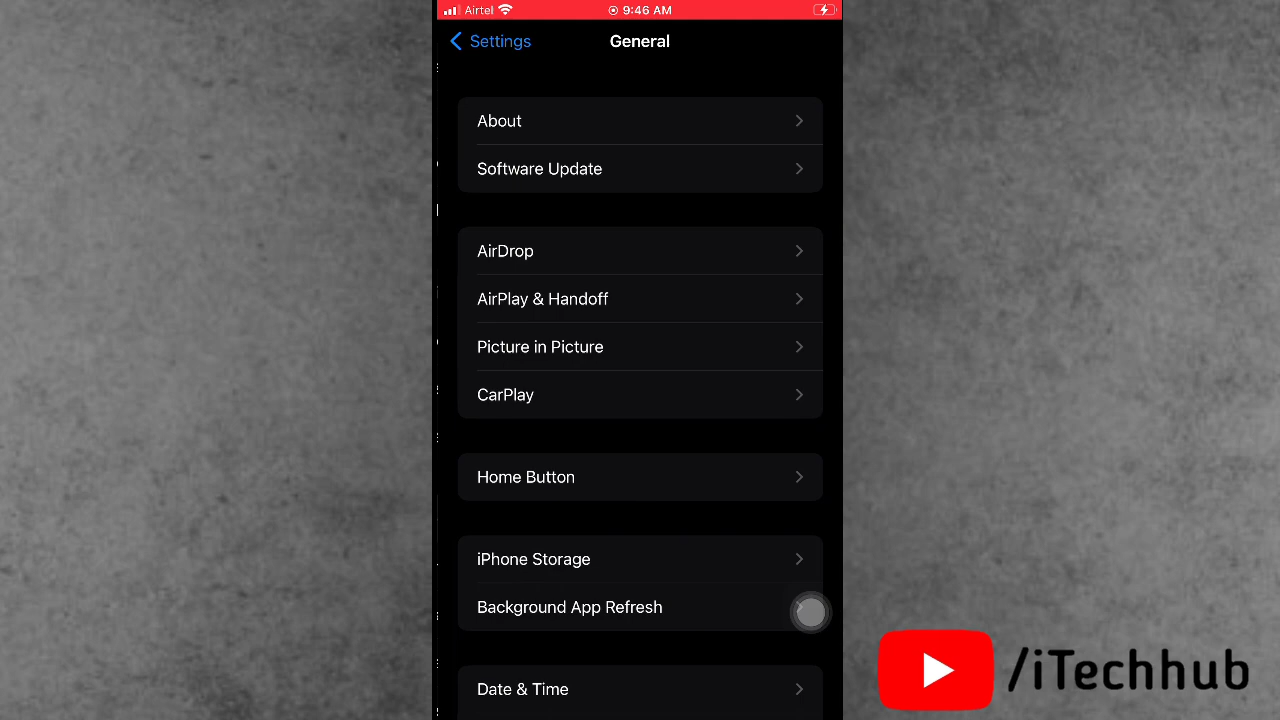 Airtel 9:46 AM
Settings General
About
Software Update
AirDrop
AirPlay & Handoff
Picture in Picture
CarPlay
Home Button
iPhone Storage
Background App Refresh
Date & Time
/iTechhub